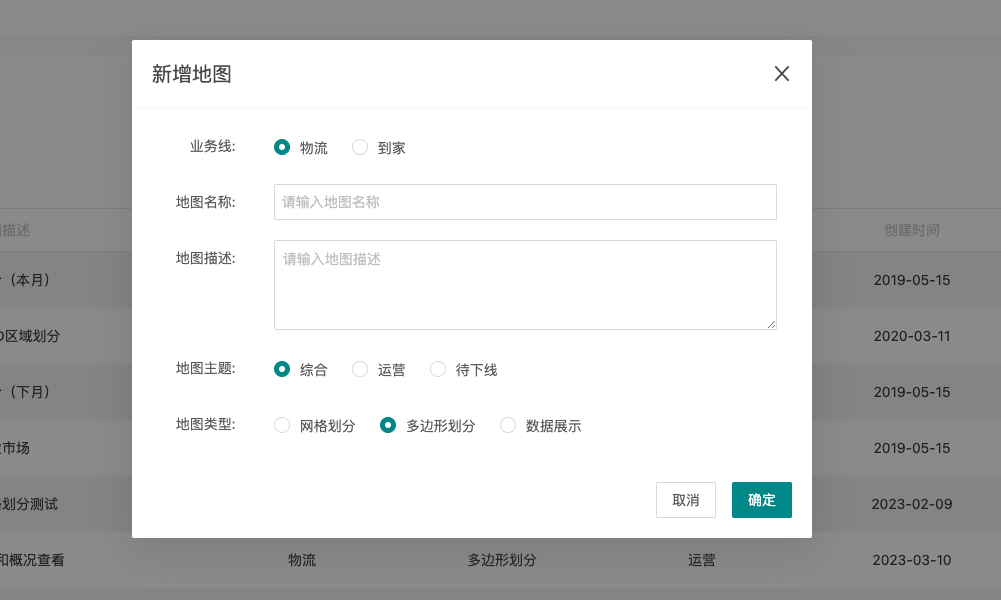 新增地图
业务线: 物流 到家
地图名称: 请输入地图名称
地图描述: 请输入地图描述
地图主题: 综合 运营 待下线
地图类型: 网格划分 多边形划分 数据展示
取消 确定
描述 创建时间
（本月） 2019-05-15
区域划分 2020-03-11
（下月） 2019-05-15
市场 2019-05-15
划分测试 2023-02-09
和概况查看 物流 多边形划分 运营 2023-03-10